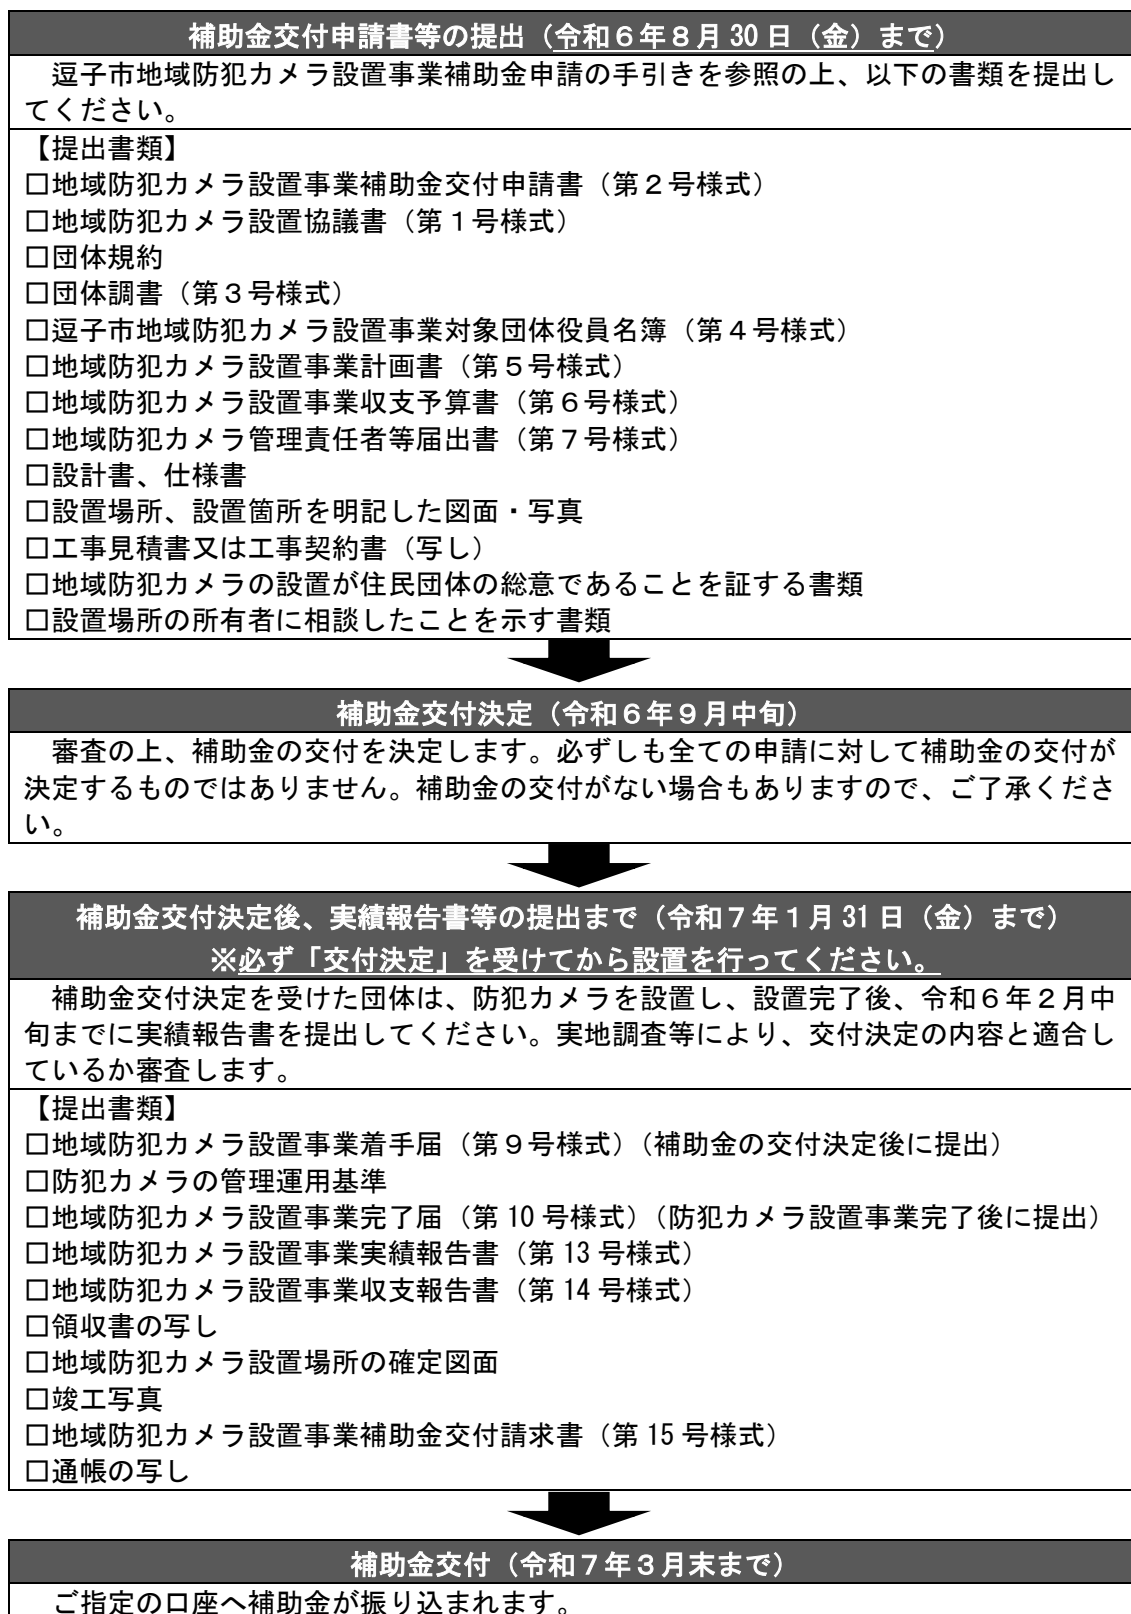 補助金交付申請書等の提出（令和６年８月30日（金）まで）
逗子市地域防犯カメラ設置事業補助金申請の手引きを参照の上、以下の書類を提出し
てください。
【提出書類】
□地域防犯カメラ設置事業補助金交付申請書（第２号様式）
□地域防犯カメラ設置協議書（第１号様式）
□団体規約
□団体調書（第３号様式）
□逗子市地域防犯カメラ設置事業対象団体役員名簿（第４号様式）
□地域防犯カメラ設置事業計画書（第５号様式）
□地域防犯カメラ設置事業収支予算書（第６号様式）
□地域防犯カメラ管理責任者等届出書（第７号様式）
□設計書、仕様書
□設置場所、設置箇所を明記した図面・写真
□工事見積書又は工事契約書（写し）
□地域防犯カメラの設置が住民団体の総意であることを証する書類
□設置場所の所有者に相談したことを示す書類
補助金交付決定（令和６年９月中旬）
審査の上、補助金の交付を決定します。必ずしも全ての申請に対して補助金の交付が
決定するものではありません。補助金の交付がない場合もありますので、ご了承くださ
い。
補助金交付決定後、実績報告書等の提出まで（令和７年１月31日（金）まで）
※必ず「交付決定」を受けてから設置を行ってください。
補助金交付決定を受けた団体は、防犯カメラを設置し、設置完了後、令和６年２月中
旬までに実績報告書を提出してください。実地調査等により、交付決定の内容と適合し
ているか審査します。
【提出書類】
□地域防犯カメラ設置事業着手届（第９号様式）（補助金の交付決定後に提出）
□防犯カメラの管理運用基準
□地域防犯カメラ設置事業完了届（第10号様式）（防犯カメラ設置事業完了後に提出）
□地域防犯カメラ設置事業実績報告書（第13号様式）
□地域防犯カメラ設置事業収支報告書（第14号様式）
□領収書の写し
□地域防犯カメラ設置場所の確定図面
□竣工写真
□地域防犯カメラ設置事業補助金交付請求書（第15号様式）
□通帳の写し
補助金交付（令和７年３月末まで）
ご指定の口座へ補助金が振り込まれます。